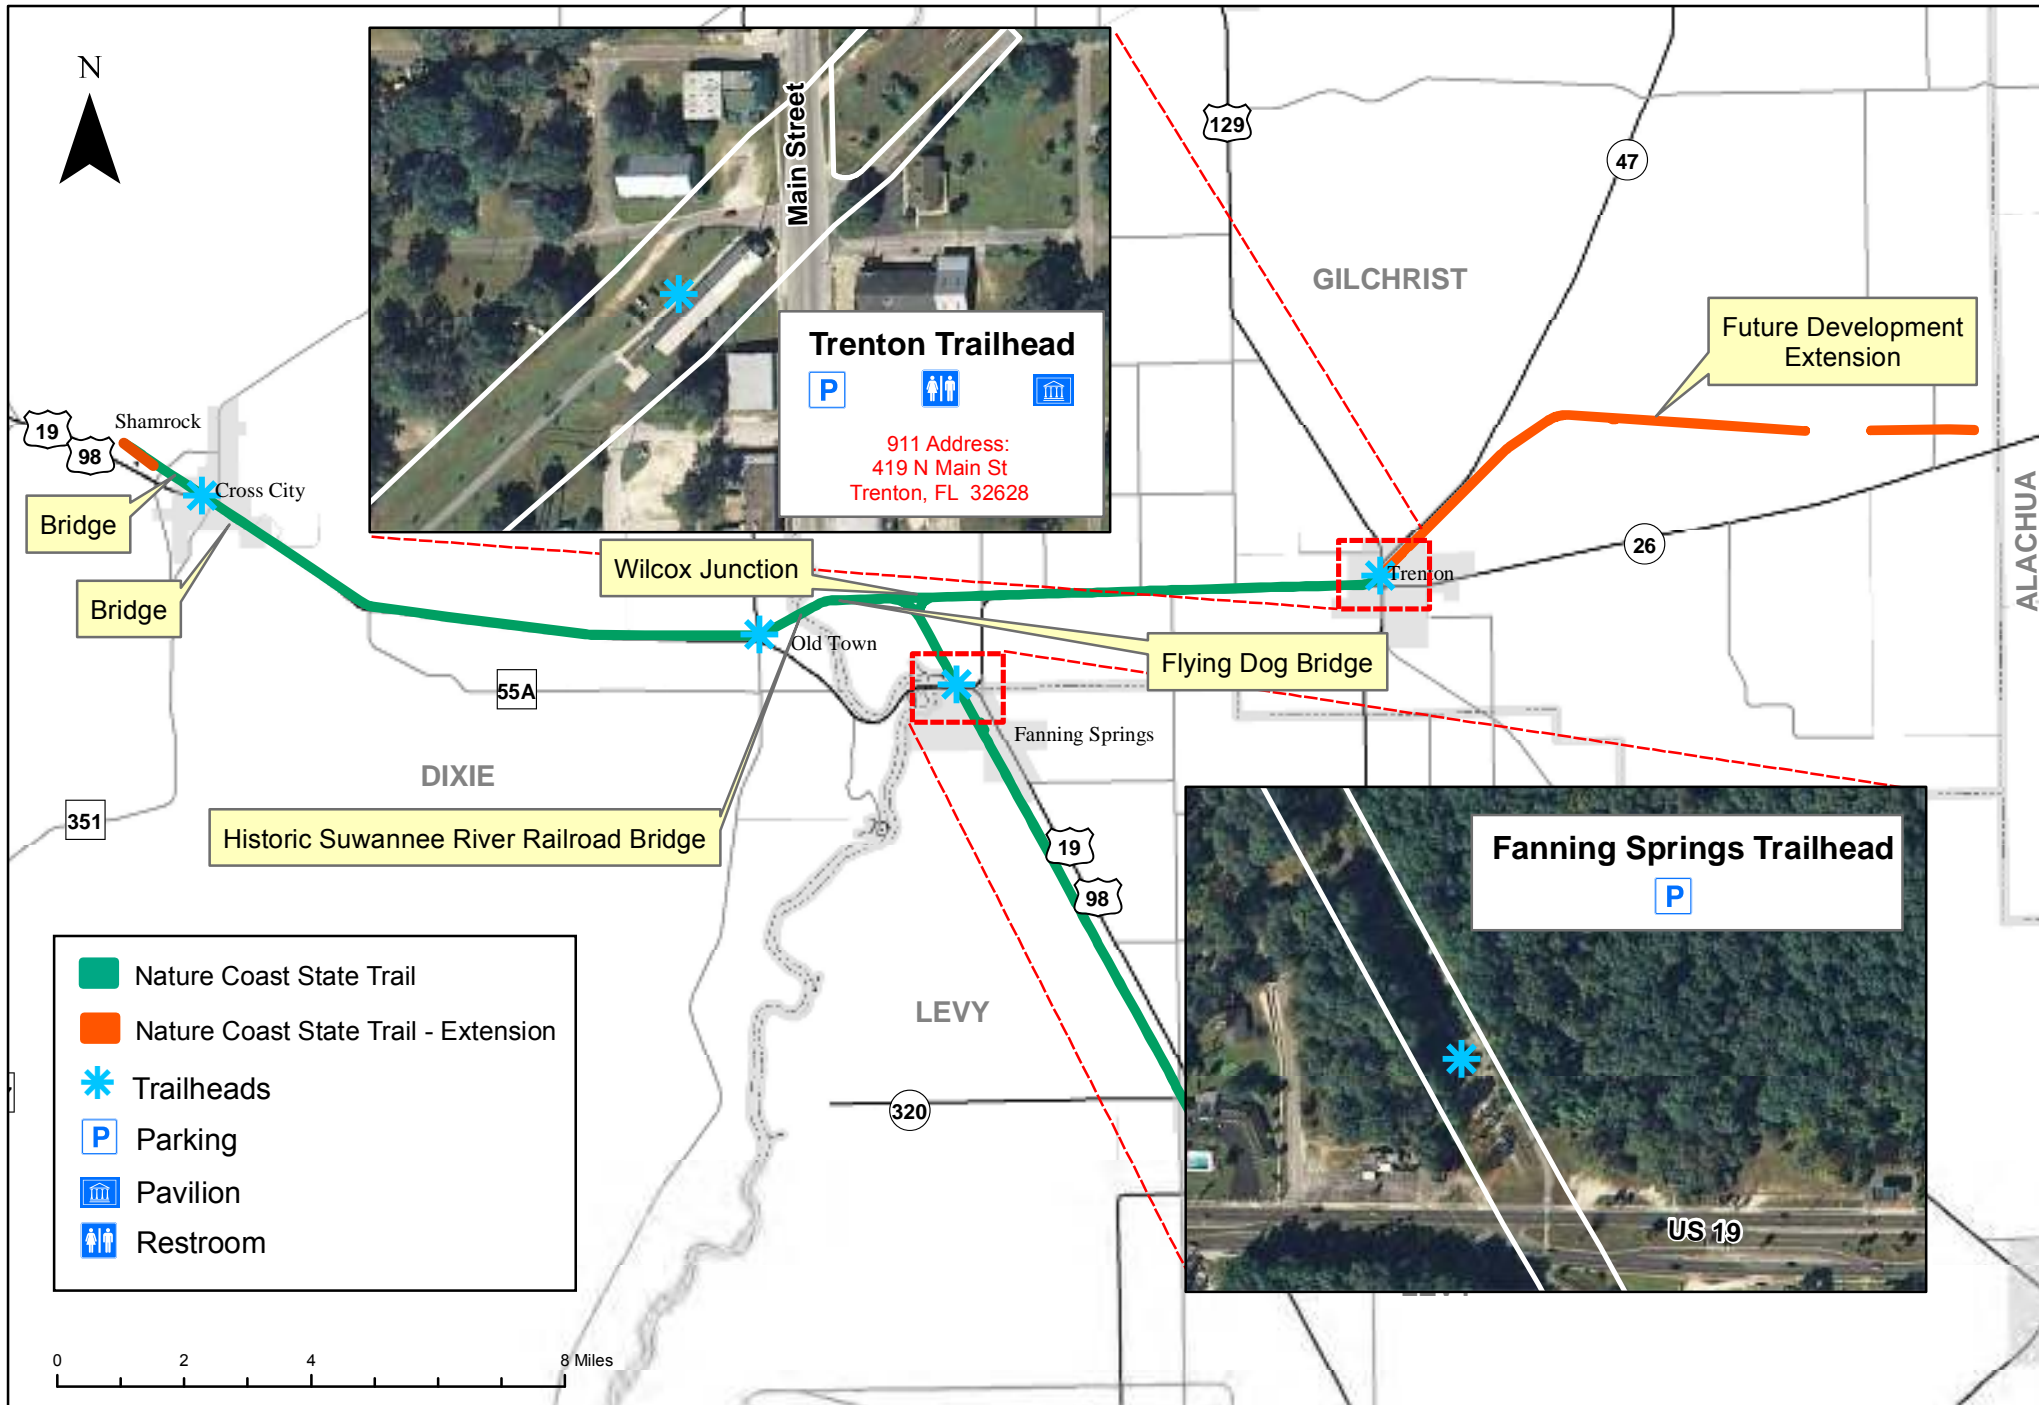 N
Main Street
Trenton Trailhead
P
911 Address:
419 N Main St
Trenton, FL 32628
129
47
GILCHRIST
Future Development
Extension
ALACHUA
19
98
Shamrock
Cross City
Bridge
Bridge
Wilcox Junction
26
Trenton
Old Town
Flying Dog Bridge
55A
Fanning Springs
DIXIE
351
Historic Suwannee River Railroad Bridge
19
98
Fanning Springs Trailhead
P
US 19
LEVY
320
Nature Coast State Trail
Nature Coast State Trail - Extension
Trailheads
P Parking
Pavilion
Restroom
0 2 4 8 Miles